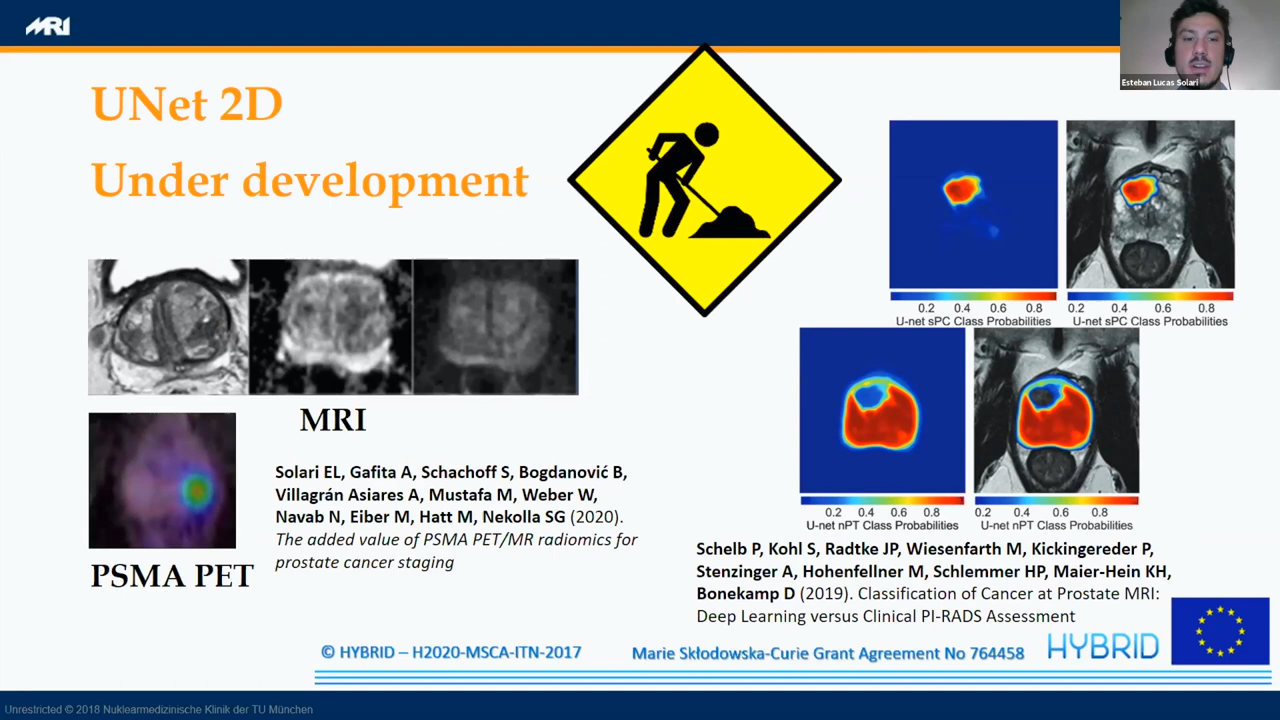 MRI
Esteban Lucas Solari
UNet 2D
Under development
0.2 0.4 0.6 0.8
U-net sPC Class Probabilities
0.2 0.4 0.6 0.8
U-net sPC Class Probabilities
MRI
PSMA PET
Solari EL, Gafita A, Schachoff S, Bogdanović B,
Villagrán Asiares A, Mustafa M, Weber W,
Navab N, Eiber M, Hatt M, Nekolla SG (2020).
The added value of PSMA PET/MR radiomics for
prostate cancer staging
0.2 0.4 0.6 0.8
U-net nPT Class Probabilities
0.2 0.4 0.6 0.8
U-net nPT Class Probabilities
Schelb P, Kohl S, Radtke JP, Wiesenfarth M, Kickingereder P,
Stenzinger A, Hohenfellner M, Schlemmer HP, Maier-Hein KH,
Bonekamp D (2019). Classification of Cancer at Prostate MRI:
Deep Learning versus Clinical PI-RADS Assessment
© HYBRID – H2020-MSCA-ITN-2017
Marie Skłodowska-Curie Grant Agreement No 764458
HYBRID
Unrestricted © 2018 Nuklearmedizinische Klinik der TU München